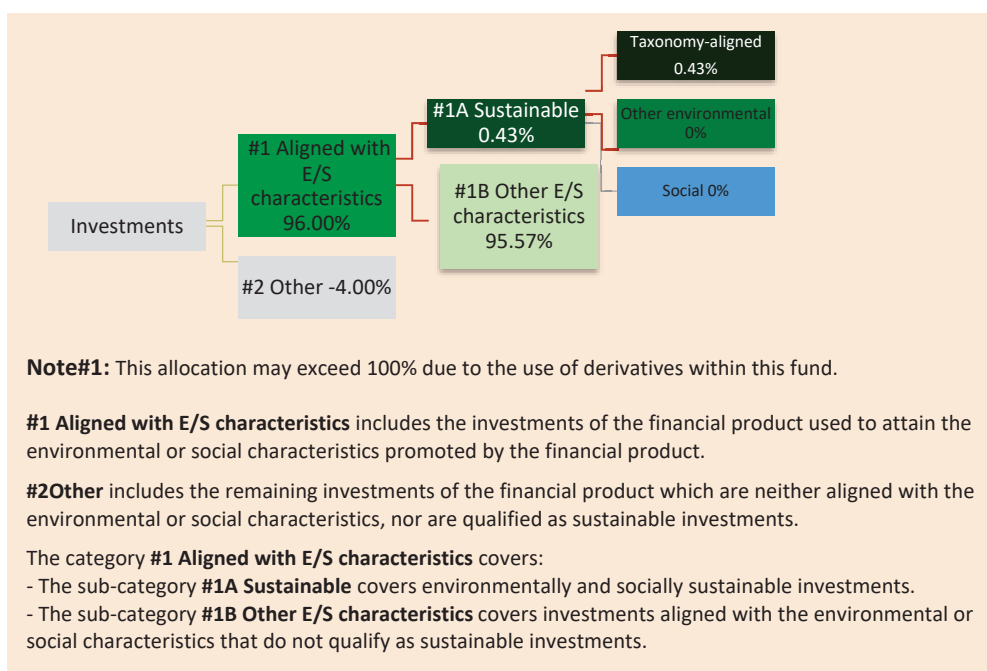 Taxonomy-aligned
0.43%
#1A Sustainable
0.43%
Other environmental
0%
#1 Aligned with
E/S
characteristics
96.00%
#1B Other E/S
characteristics
95.57%
Social 0%
Investments
#2 Other -4.00%
Note#1: This allocation may exceed 100% due to the use of derivatives within this fund.
#1 Aligned with E/S characteristics includes the investments of the financial product used to attain the
environmental or social characteristics promoted by the financial product.
#2Other includes the remaining investments of the financial product which are neither aligned with the
environmental or social characteristics, nor are qualified as sustainable investments.
The category #1 Aligned with E/S characteristics covers:
- The sub-category #1A Sustainable covers environmentally and socially sustainable investments.
- The sub-category #1B Other E/S characteristics covers investments aligned with the environmental or
social characteristics that do not qualify as sustainable investments.